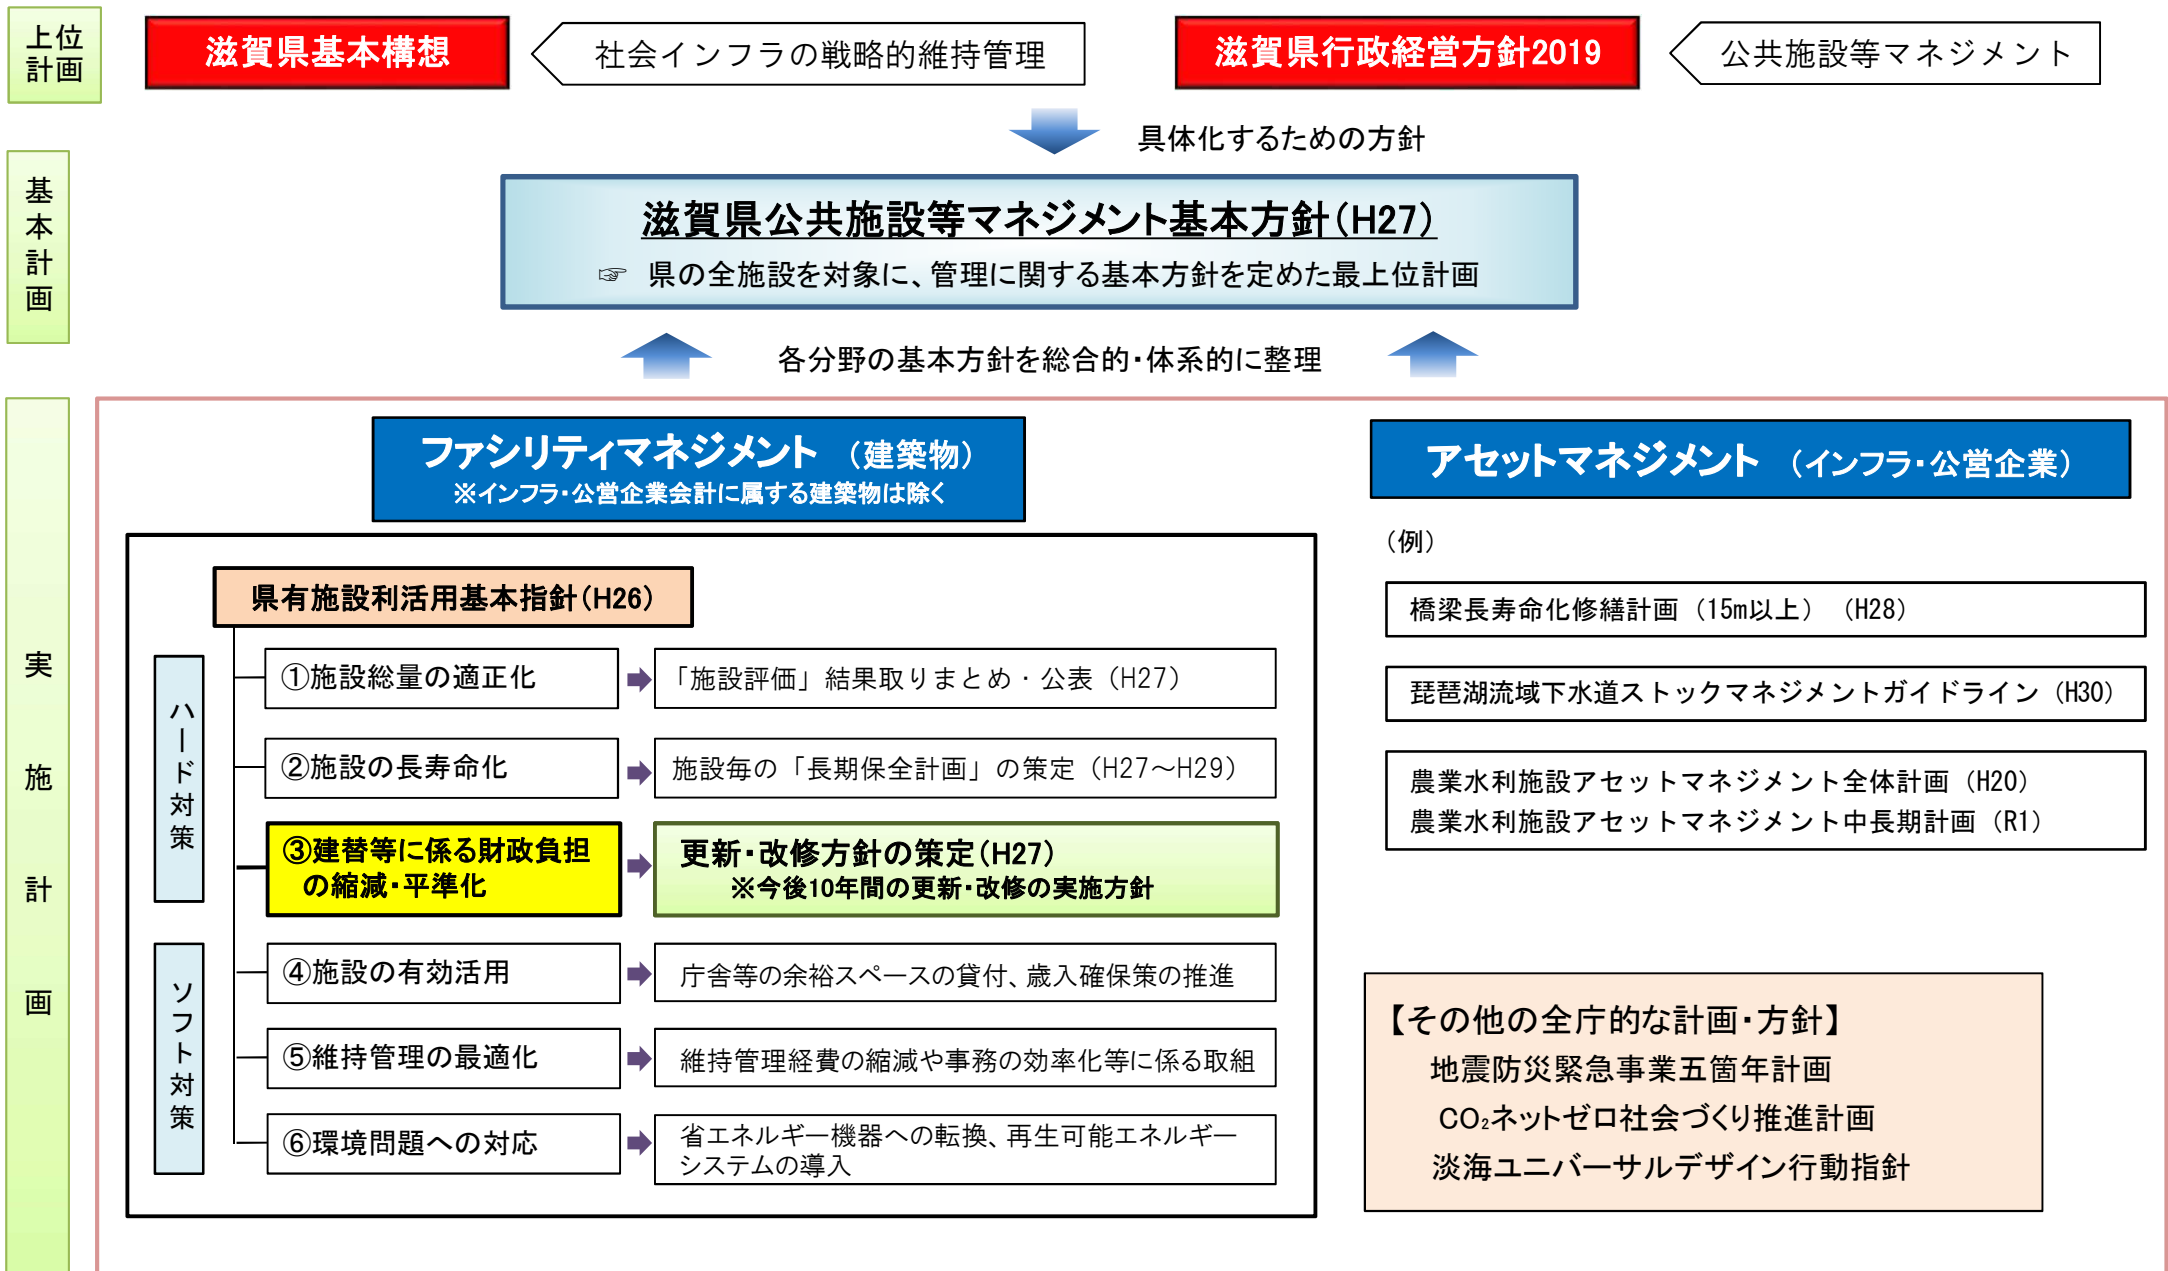 上位
計画
滋賀県基本構想
社会インフラの戦略的維持管理
滋賀県行政経営方針2019
公共施設等マネジメント
具体化するための方針
基本計画
滋賀県公共施設等マネジメント基本方針(H27)
☞ 県の全施設を対象に、管理に関する基本方針を定めた最上位計画
各分野の基本方針を総合的・体系的に整理
実施計画
ファシリティマネジメント (建築物)
※インフラ・公営企業会計に属する建築物は除く
県有施設利活用基本指針(H26)
ハード対策
①施設総量の適正化
「施設評価」結果取りまとめ・公表(H27)
②施設の長寿命化
施設毎の「長期保全計画」の策定(H27～H29)
③建替等に係る財政負担
の縮減・平準化
更新・改修方針の策定(H27)
※今後10年間の更新・改修の実施方針
ソフト対策
④施設の有効活用
庁舎等の余裕スペースの貸付、歳入確保策の推進
⑤維持管理の最適化
維持管理経費の縮減や事務の効率化等に係る取組
⑥環境問題への対応
省エネルギー機器への転換、再生可能エネルギー
システムの導入
アセットマネジメント (インフラ・公営企業)
(例)
橋梁長寿命化修繕計画(15m以上) (H28)
琵琶湖流域下水道ストックマネジメントガイドライン(H30)
農業水利施設アセットマネジメント全体計画(H20)
農業水利施設アセットマネジメント中長期計画(R1)
【その他の全庁的な計画・方針】
地震防災緊急事業五箇年計画
CO₂ネットゼロ社会づくり推進計画
淡海ユニバーサルデザイン行動指針